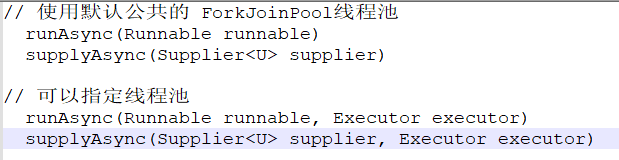 // 使用默认公共的 ForkJoinPool线程池
runAsync(Runnable runnable)
supplyAsync(Supplier<U> supplier)
// 可以指定线程池
runAsync(Runnable runnable, Executor executor)
supplyAsync(Supplier<U> supplier, Executor executor)